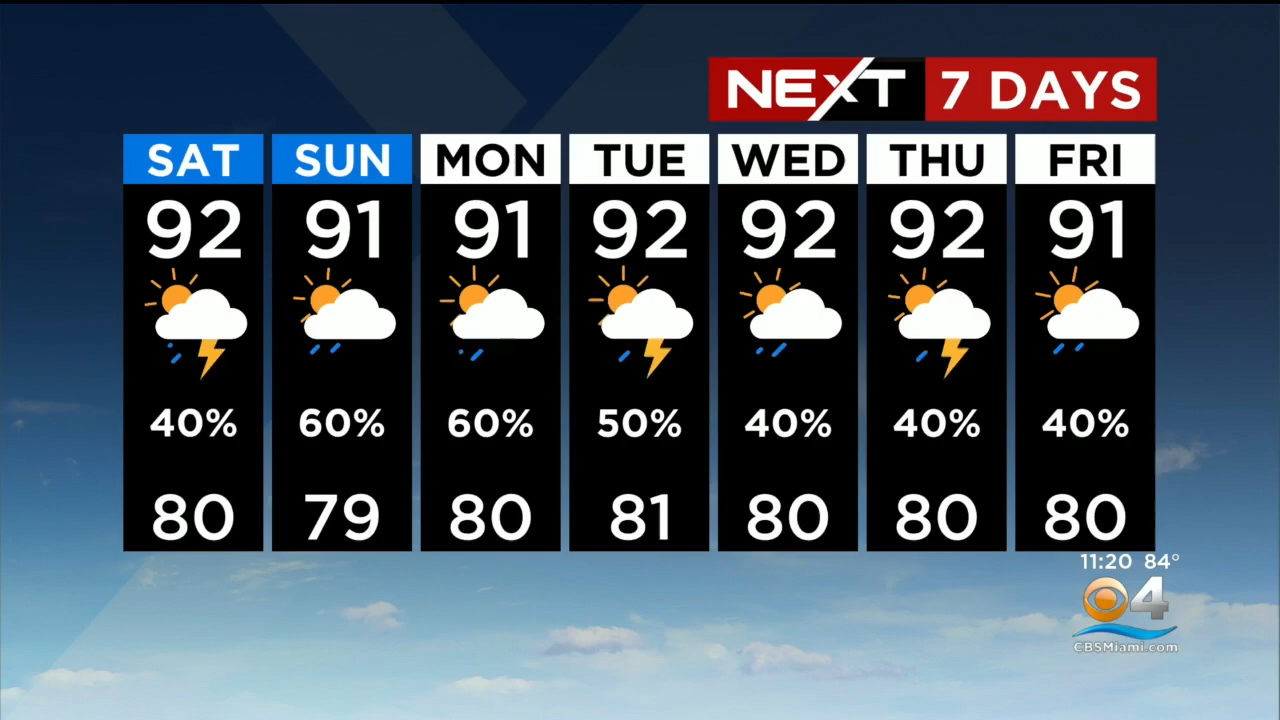 NEXT 7 DAYS
SAT SUN MON TUE WED THU FRI
92 91 91 92 92 92 91
40% 60% 60% 50% 40% 40% 40%
80 79 80 81 80 80 80
11:20 84°
4
CBSMiami.com